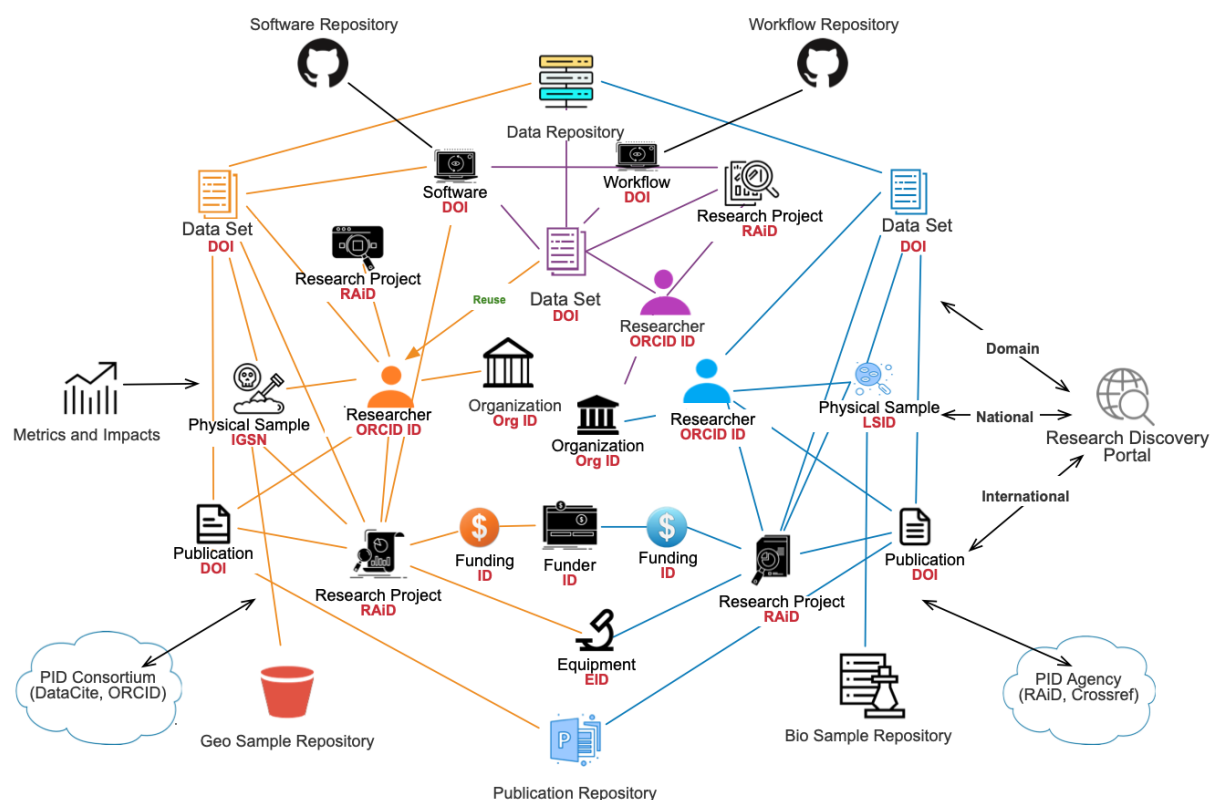 Software Repository
Workflow Repository
Data Repository
Software
DOI
Workflow
DOI
Research Project
RAiD
Data Set
DOI
Data Set
DOI
Research Project
RAiD
Reuse
Data Set
DOI
Researcher
ORCID ID
Domain
Metrics and Impacts
Physical Sample
IGSN
Researcher
ORCID ID
Organization
Org ID
Organization
Org ID
Researcher
ORCID ID
Physical Sample
LSID
National
Research Discovery
Portal
International
Publication
DOI
Research Project
RAiD
$
Funding
ID
$
Funder
ID
$
Funding
ID
Research Project
RAiD
Publication
DOI
Equipment
EID
PID Consortium
(DataCite, ORCID)
PID Agency
(RAiD, Crossref)
Geo Sample Repository
P
Publication Repository
Bio Sample Repository